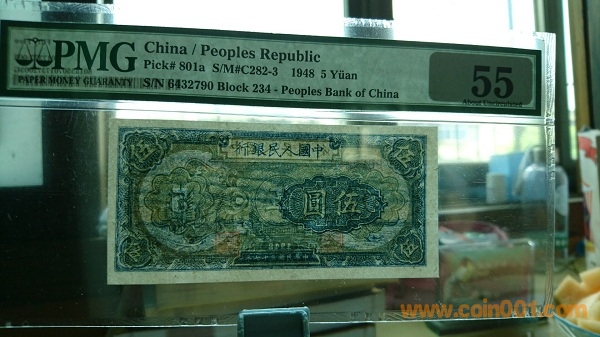 PMG
PAPER MONEY GUARANTY
China / Peoples Republic
Pick# 801a S/M#C282-3 1948 5 Yüan
S/N 6432790 Block 234 - Peoples Bank of China
55
About Uncirculated
行銀民人國中
伍 伍
圓伍
伍 伍
www.coin001.com